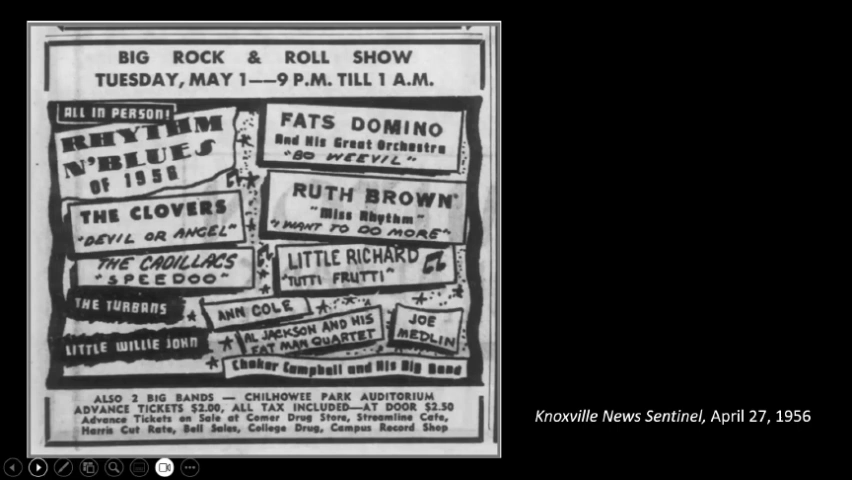 BIG ROCK & ROLL SHOW
TUESDAY, MAY 1—9 P.M. TILL 1 A.M.
ALL IN PERSON!
RHYTHM
N'BLUES
OF 1956
FATS DOMINO
And His Great Orchestra
"BO WEEVIL"
THE CLOVERS
"DEVIL OR ANGEL"
RUTH BROWN
"Miss Rhythm"
"I WANT TO DO MORE"
THE CADILLACS
"SPEEDOO"
LITTLE RICHARD
"TUTTI FRUTTI"
THE TURBANS
ANN COLE
LITTLE WILLIE JOHN
AL JACKSON AND HIS
FAT MAN QUARTET
JOE
MEDLIN
Choker Campbell and His Big Band
ALSO 2 BIG BANDS — CHILHOWEE PARK AUDITORIUM
ADVANCE TICKETS $2.00, ALL TAX INCLUDED—AT DOOR $2.50
Advance Tickets on Sale at Comer Drug Store, Streamline Cafe,
Harris Cut Rate, Bell Sales, College Drug, Campus Record Shop
Knoxville News Sentinel, April 27, 1956